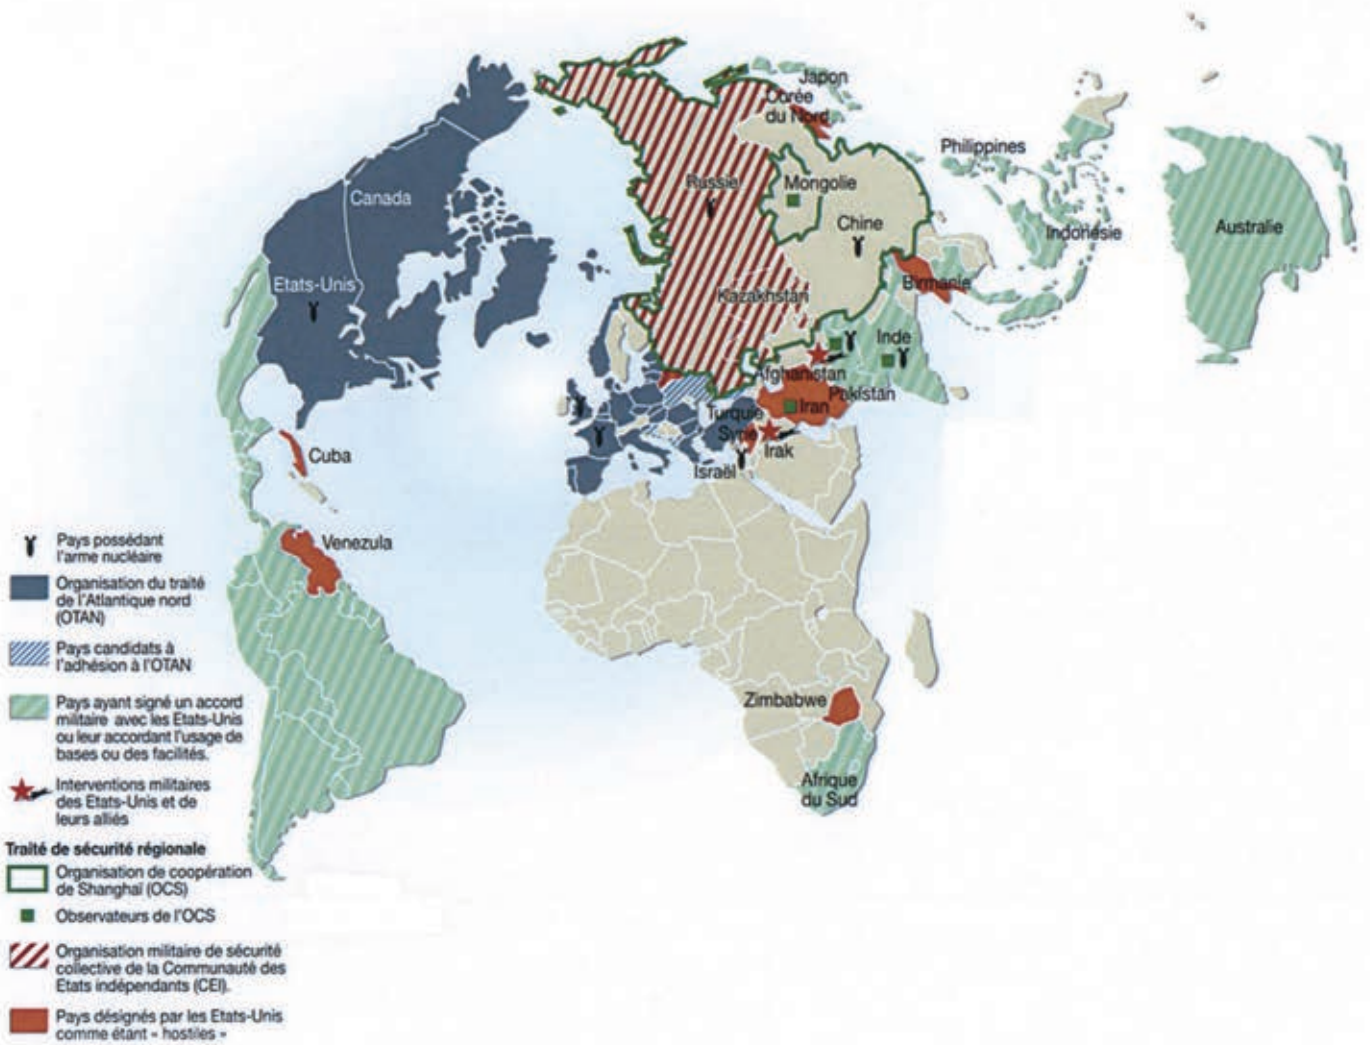 Japon
Corée
du Nord
Philippines
Canada
Russie
Mongolie
Chine
Indonésie
Australie
Etats-Unis
Kazakhstan
Birmanie
Inde
Afghanistan
Pakistan
Iran
Turquie
Syrie
Irak
Israël
Cuba
Venezula
Zimbabwe
Afrique
du Sud
Pays possédant
l'arme nucléaire
Organisation du traité
de l'Atlantique nord
(OTAN)
Pays candidats à
l'adhésion à l'OTAN
Pays ayant signé un accord
militaire avec les Etats-Unis
ou leur accordant l'usage de
bases ou des facilités.
Interventions militaires
des Etats-Unis et de
leurs alliés
Traité de sécurité régionale
Organisation de coopération
de Shanghaï (OCS)
Observateurs de l'OCS
Organisation militaire de sécurité
collective de la Communauté des
Etats indépendants (CEI).
Pays désignés par les Etats-Unis
comme étant « hostiles »